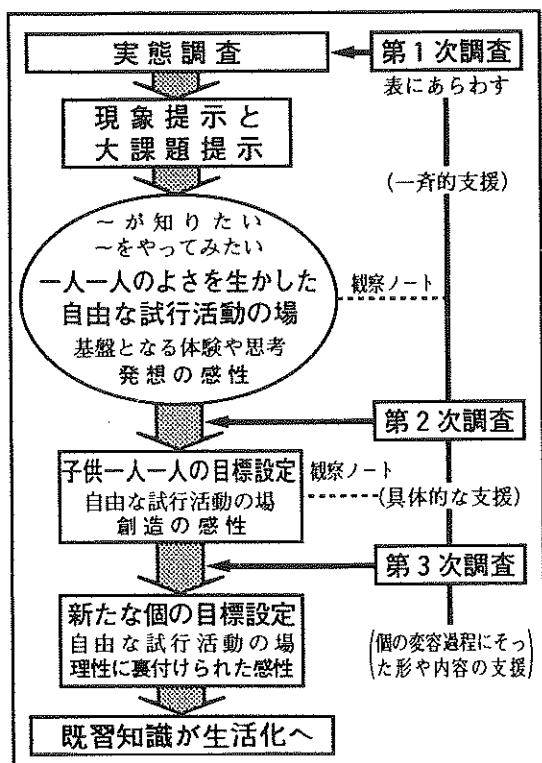 実態調査
第1次調査
表にあらわす
現象提示と
大課題提示
(一斉的支援)
～が知りたい
～をやってみたい
一人一人のよさを生かした
自由な試行活動の場
基盤となる体験や思考
発想の感性
観察ノート
第2次調査
子供一人一人の目標設定
自由な試行活動の場
創造の感性
観察ノート
(具体的な支援)
第3次調査
新たな個の目標設定
自由な試行活動の場
理性に裏付けられた感性
(個の変容過程にそっ
た形や内容の支援)
既習知識が生活化へ